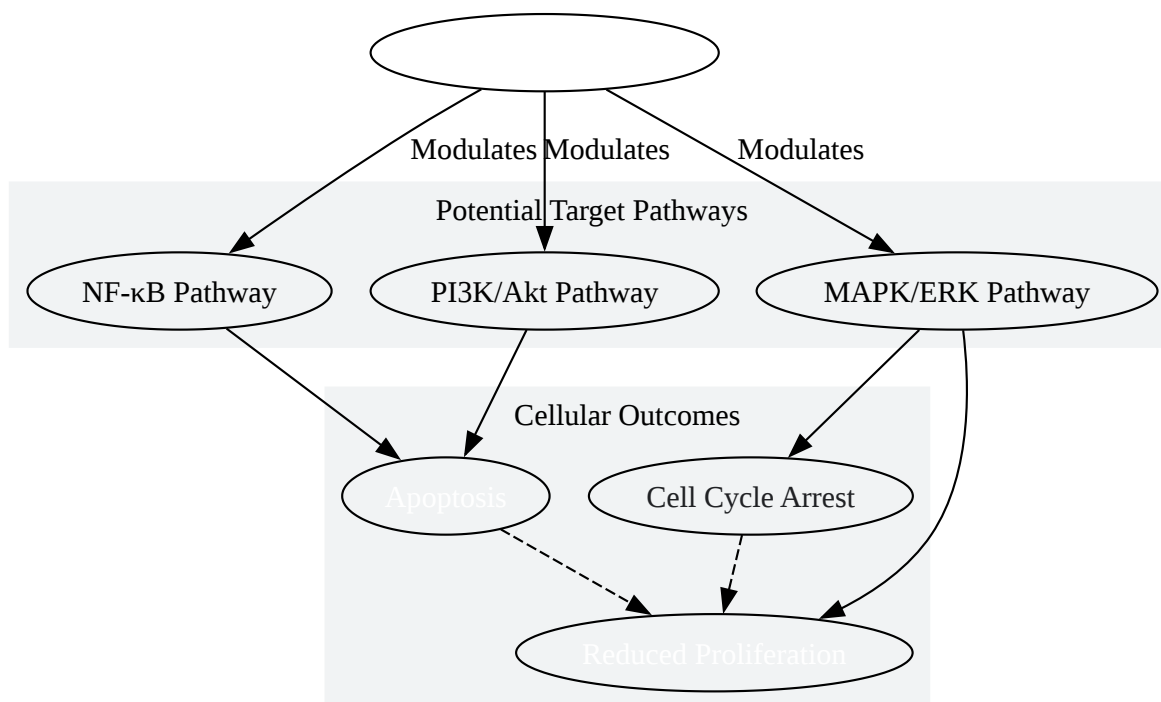 Modulates
Modulates
Modulates
Potential Target Pathways
NF-κB Pathway
PI3K/Akt Pathway
MAPK/ERK Pathway
Cellular Outcomes
Apoptosis
Cell Cycle Arrest
Reduced Proliferation